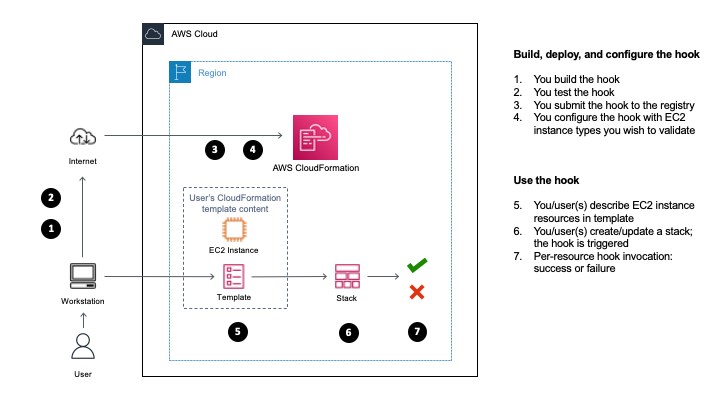 AWS Cloud
Region
Internet
3
4
AWS CloudFormation
2
1
User's CloudFormation
template content
EC2 Instance
Workstation
Template
Stack
5
6
7
User
Build, deploy, and configure the hook
1. You build the hook
2. You test the hook
3. You submit the hook to the registry
4. You configure the hook with EC2
instance types you wish to validate
Use the hook
5. You/user(s) describe EC2 instance
resources in template
6. You/user(s) create/update a stack;
the hook is triggered
7. Per-resource hook invocation:
success or failure